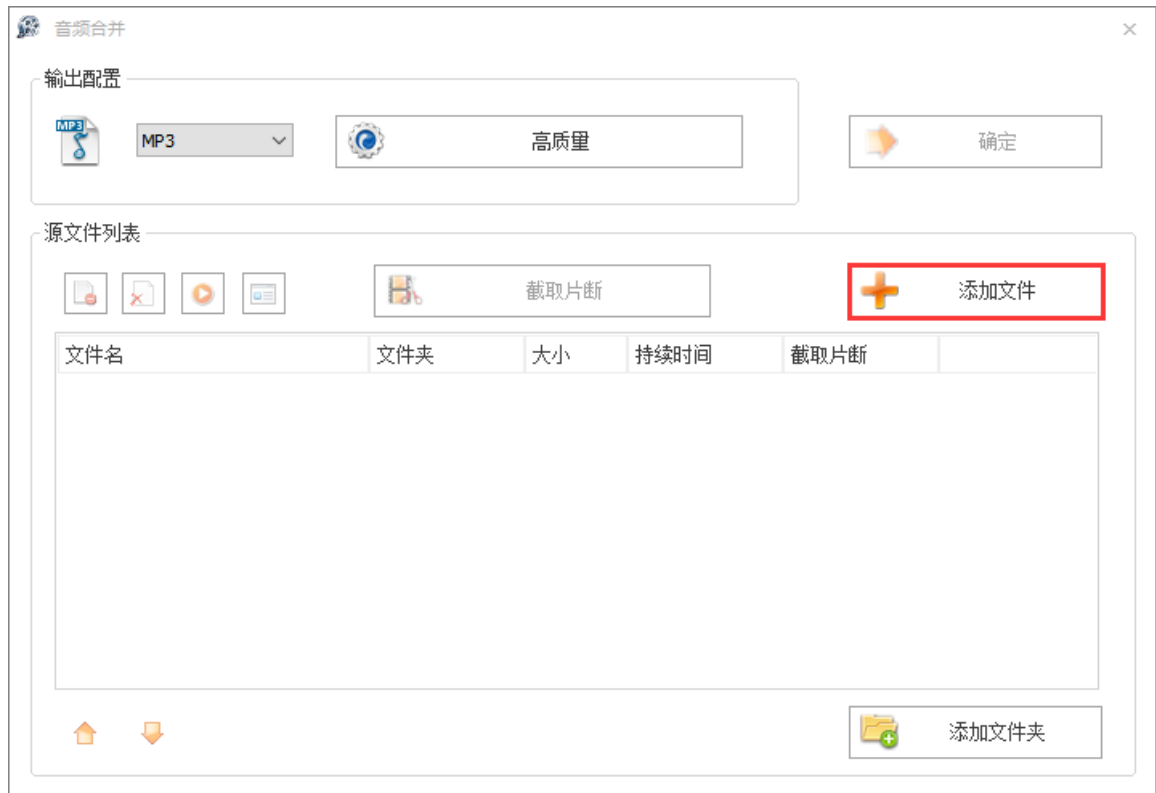 音频合并
输出配置
MP3 MP3 高质量 确定
源文件列表
截取片断 添加文件
文件名 文件夹 大小 持续时间 截取片断
添加文件夹